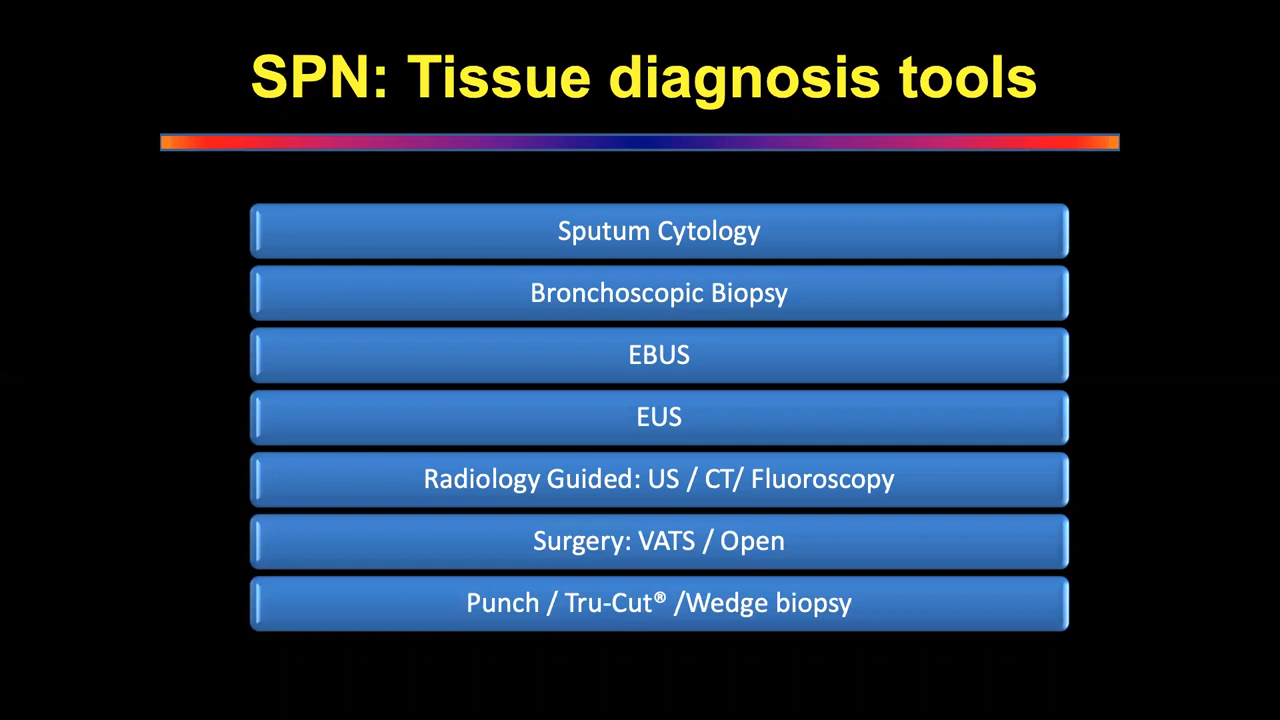 SPN: Tissue diagnosis tools
Sputum Cytology
Bronchoscopic Biopsy
EBUS
EUS
Radiology Guided: US / CT/ Fluoroscopy
Surgery: VATS / Open
Punch / Tru-Cut® /Wedge biopsy